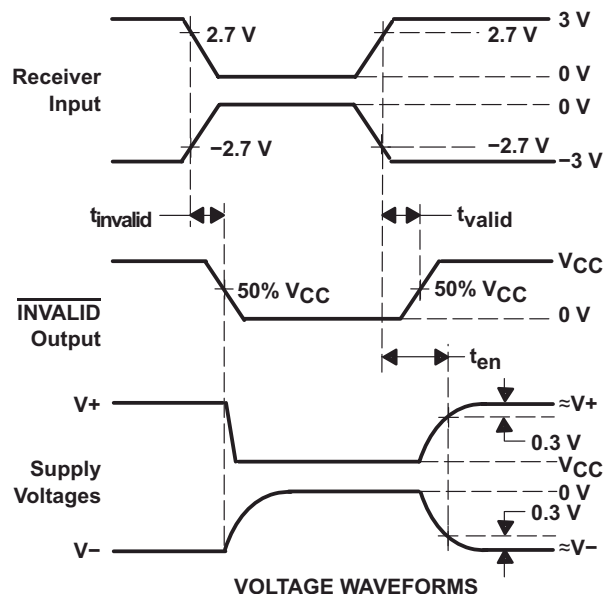 2.7 V
2.7 V
3 V
Receiver
Input
0 V
0 V
−2.7 V
−2.7 V
−3 V
tinvalid
tvalid
VCC
50% VCC
50% VCC
INVALID
Output
0 V
ten
V+
≈V+
0.3 V
Supply
Voltages
VCC
0 V
0.3 V
V−
≈V−
VOLTAGE WAVEFORMS